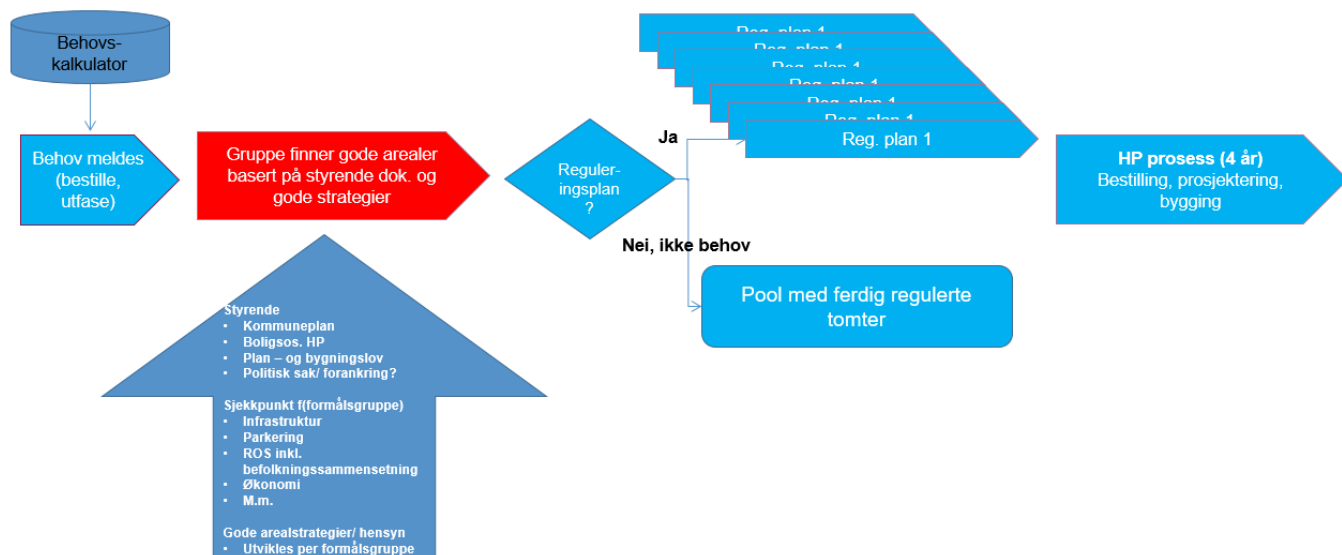 Behovs-
kalkulator
Behov meldes
(bestille,
utfase)
Gruppe finner gode arealer
basert på styrende dok. og
gode strategier
Reguler-
ingsplan
?
Ja
Nei, ikke behov
Reg. plan 1
Reg. plan 1
Reg. plan 1
Reg. plan 1
Reg. plan 1
Reg. plan 1
Reg. plan 1
Pool med ferdig regulerte
tomter
HP prosess (4 år)
Bestilling, prosjektering,
bygging
Styrende
• Kommuneplan
• Boligsos. HP
• Plan – og bygningslov
• Politisk sak/ forankring?
Sjekkpunkt f(formålsgruppe)
• Infrastruktur
• Parkering
• ROS inkl.
befolkningssammensetning
• Økonomi
• M.m.
Gode arealstrategier/ hensyn
• Utvikles per formålsgruppe